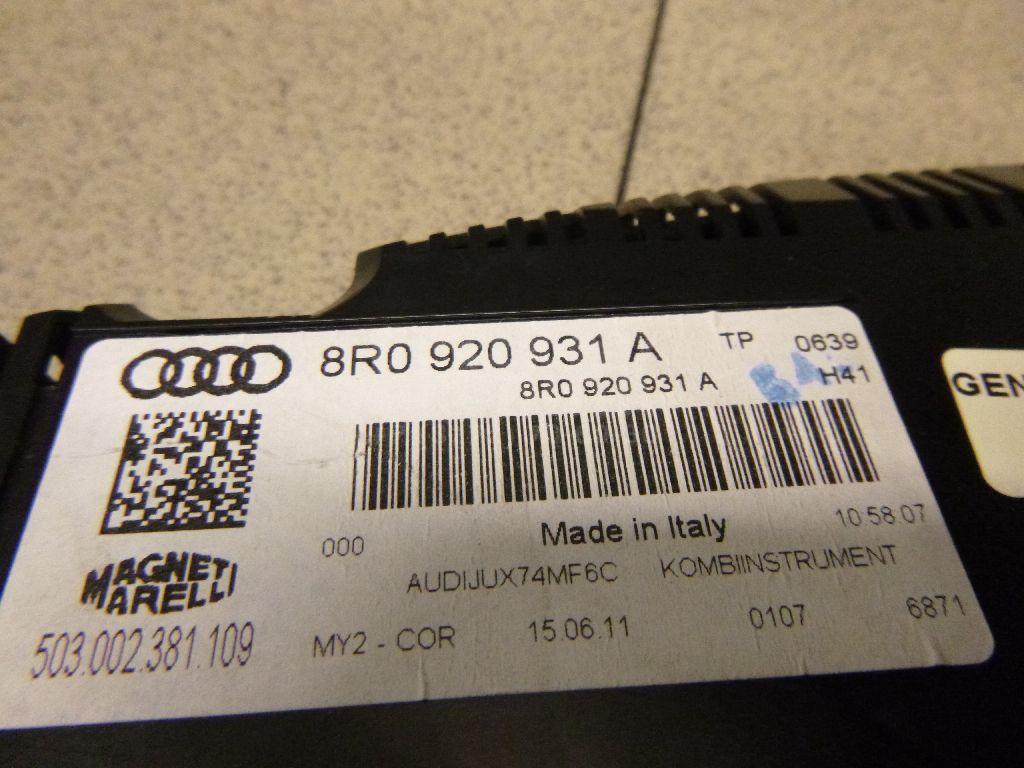 8R0 920 931 A TP 0639
8R0 920 931 A H41
000 Made in Italy 10:58:07
MAGNETI MARELLI
AUDIJUX74MF6C KOMBIINSTRUMENT
503.002.381.109 MY2 - COR 15.06.11 0107 6871
GEN